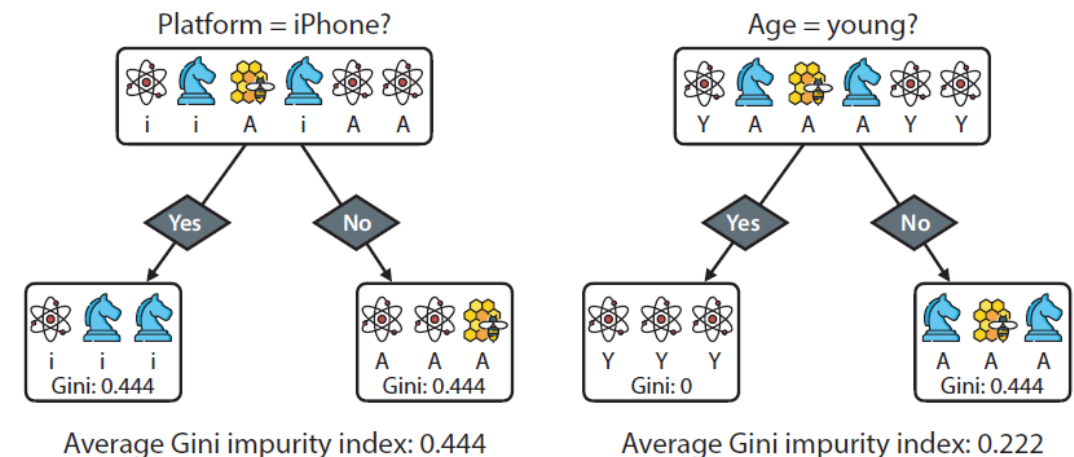 Platform = iPhone?
i i A i A A
Yes
No
i i i
Gini: 0.444
A A A
Gini: 0.444
Average Gini impurity index: 0.444
Age = young?
Y A A A Y Y
Yes
No
Y Y Y
Gini: 0
A A A
Gini: 0.444
Average Gini impurity index: 0.222